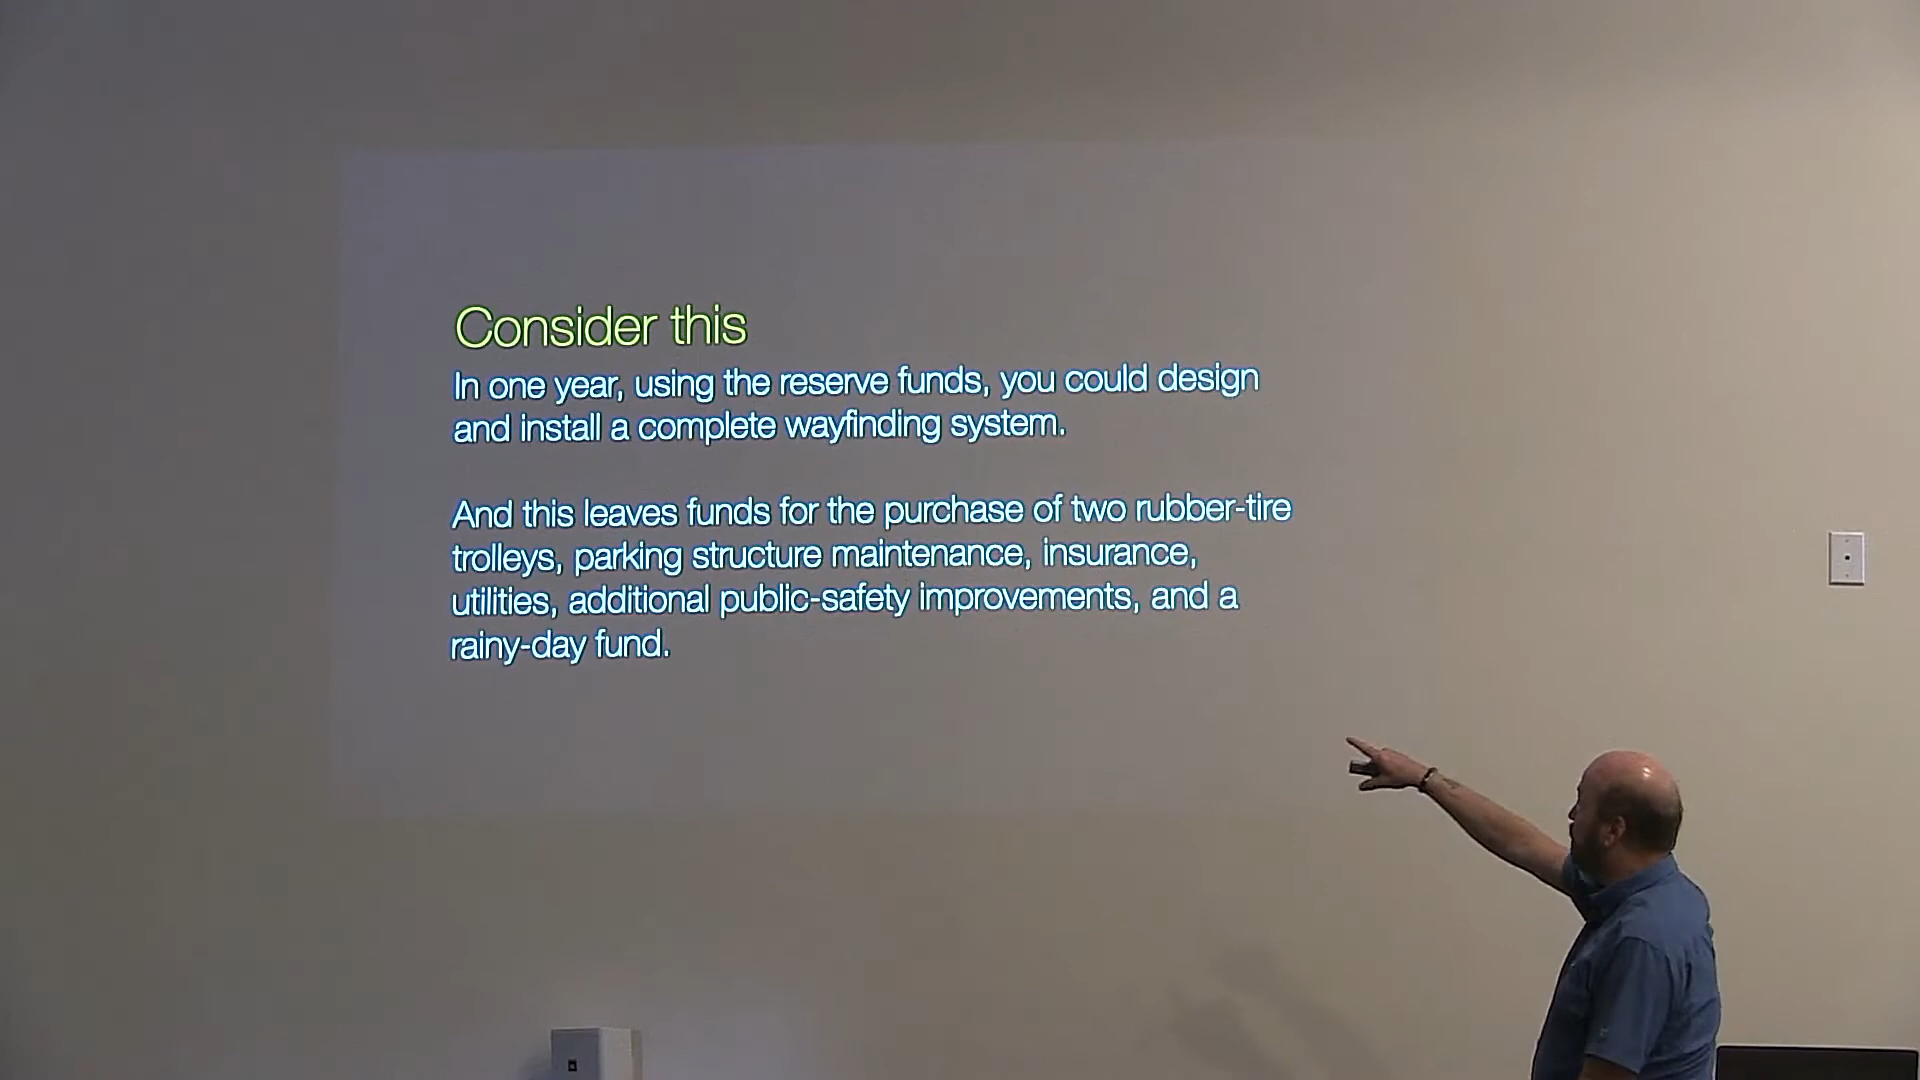 Consider this
In one year, using the reserve funds, you could design
and install a complete wayfinding system.
And this leaves funds for the purchase of two rubber-tire
trolleys, parking structure maintenance, insurance,
utilities, additional public-safety improvements, and a
rainy-day fund.